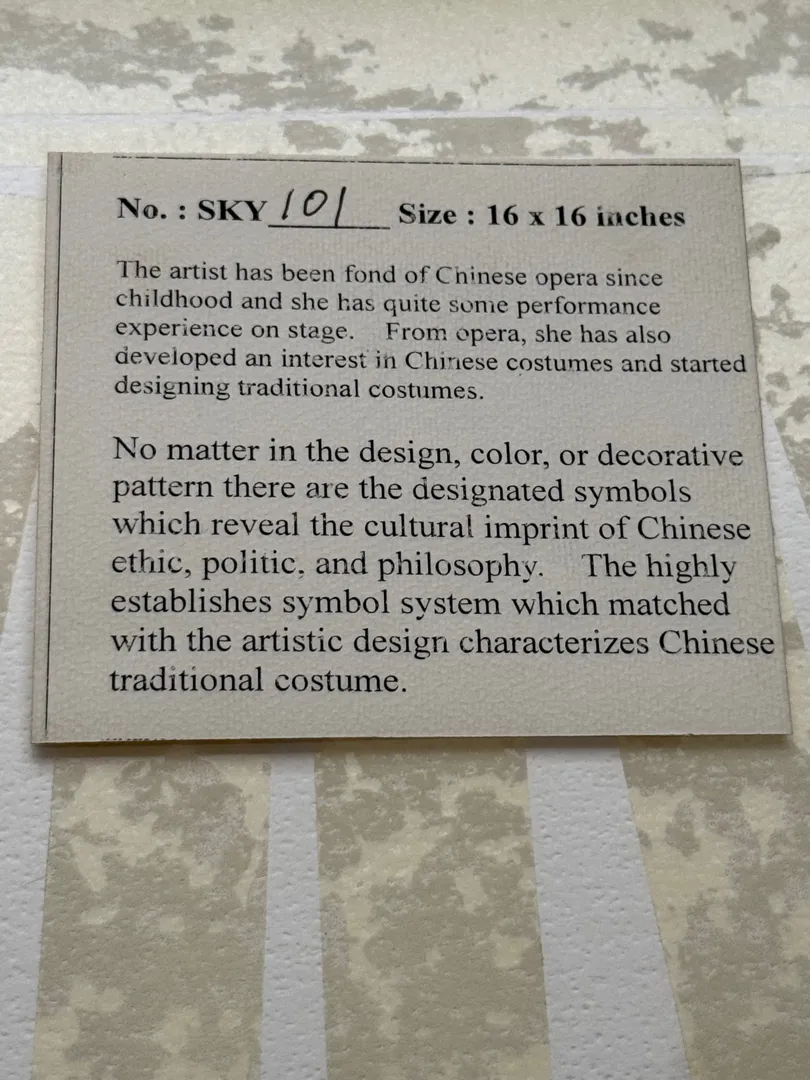 No. : SKY 101 Size : 16 x 16 inches
The artist has been fond of Chinese opera since
childhood and she has quite some performance
experience on stage. From opera, she has also
developed an interest in Chinese costumes and started
designing traditional costumes.
No matter in the design, color, or decorative
pattern there are the designated symbols
which reveal the cultural imprint of Chinese
ethic, politic, and philosophy. The highly
establishes symbol system which matched
with the artistic design characterizes Chinese
traditional costume.